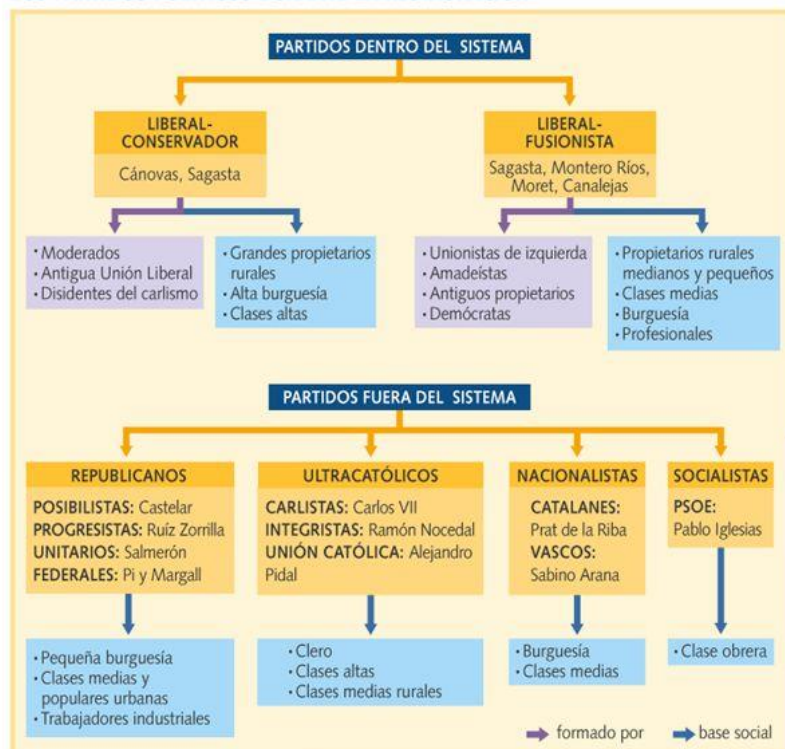 PARTIDOS DENTRO DEL SISTEMA
LIBERAL-
CONSERVADOR
Cánovas, Sagasta
• Moderados
• Antigua Unión Liberal
• Disidentes del carlismo
• Grandes propietarios
rurales
• Alta burguesía
• Clases altas
LIBERAL-
FUSIONISTA
Sagasta, Montero Ríos,
Moret, Canalejas
• Unionistas de izquierda
• Amadeístas
• Antiguos propietarios
• Demócratas
• Propietarios rurales
medianos y pequeños
• Clases medias
• Burguesía
• Profesionales
PARTIDOS FUERA DEL SISTEMA
REPUBLICANOS
POSIBILISTAS: Castelar
PROGRESISTAS: Ruíz Zorrilla
UNITARIOS: Salmerón
FEDERALES: Pi y Margall
• Pequeña burguesía
• Clases medias y
populares urbanas
• Trabajadores industriales
ULTRACATÓLICOS
CARLISTAS: Carlos VII
INTEGRISTAS: Ramón Nocedal
UNIÓN CATÓLICA: Alejandro
Pidal
• Clero
• Clases altas
• Clases medias rurales
NACIONALISTAS
CATALANES:
Prat de la Riba
VASCOS:
Sabino Arana
• Burguesía
• Clases medias
SOCIALISTAS
PSOE:
Pablo Iglesias
• Clase obrera
formado por
base social